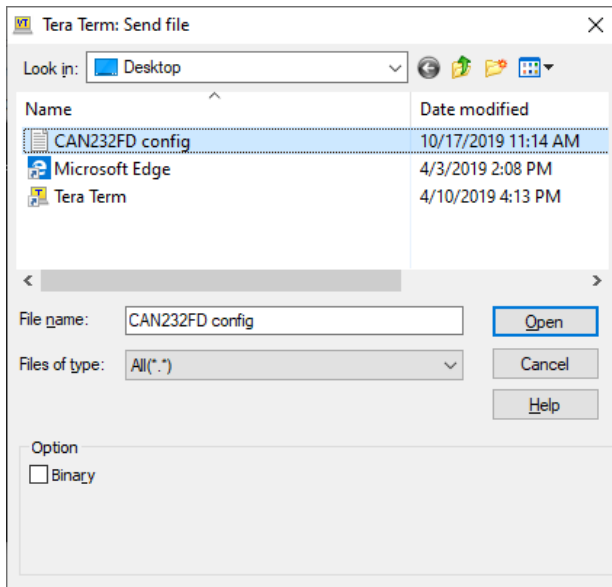 Tera Term: Send file
Look in: Desktop
Name Date modified
CAN232FD config 10/17/2019 11:14 AM
Microsoft Edge 4/3/2019 2:08 PM
Tera Term 4/10/2019 4:13 PM
File name: CAN232FD config Open
Files of type: All(*.*) Cancel
Help
Option
Binary